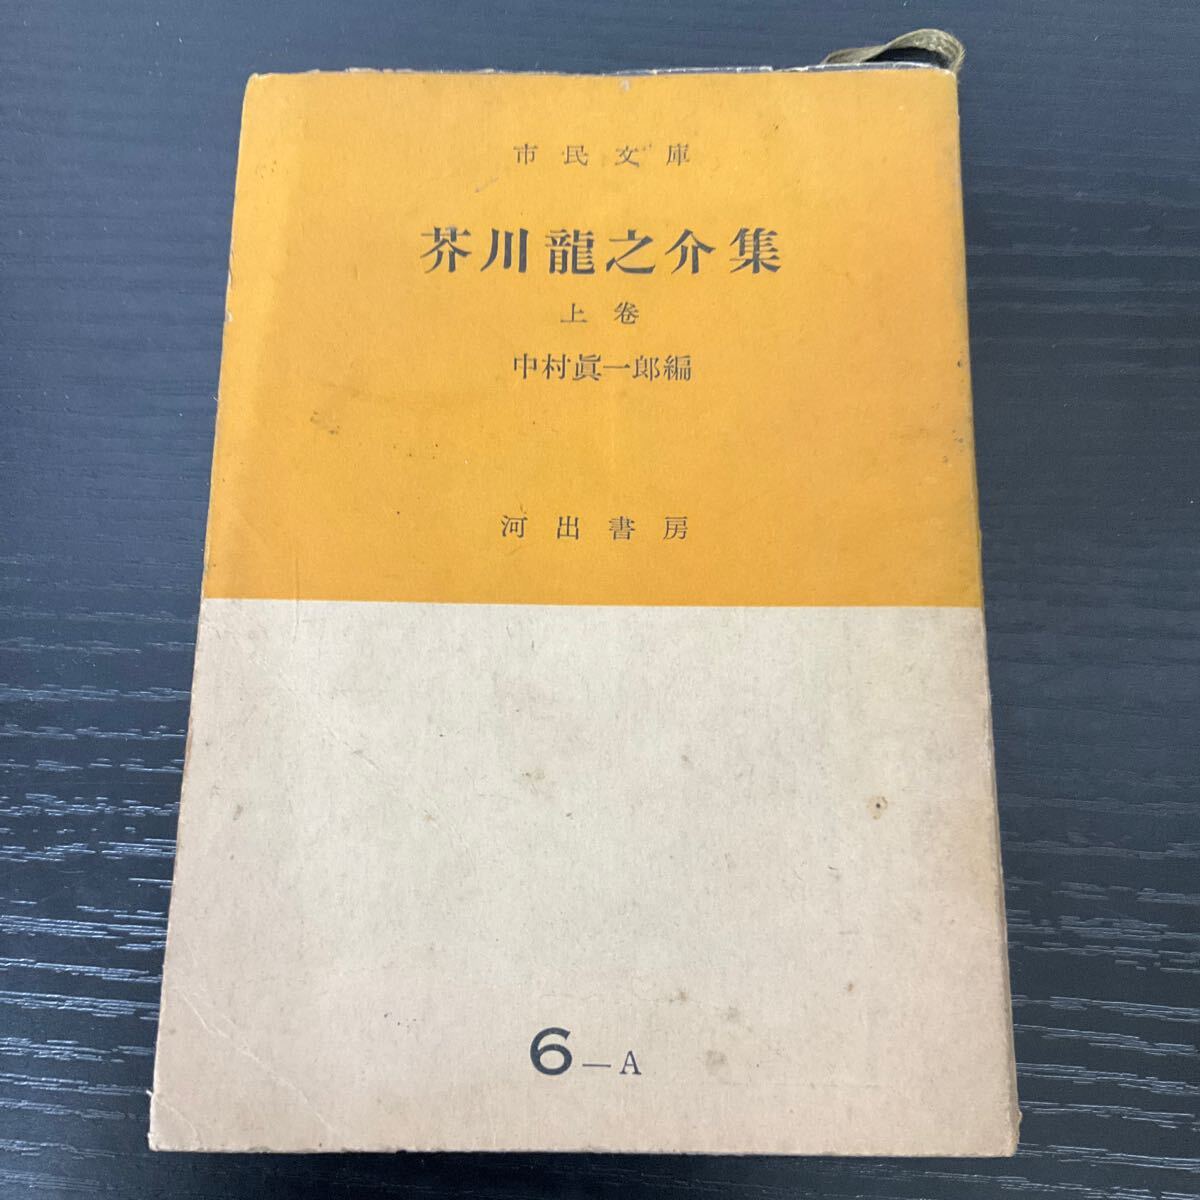 市民文庫
芥川龍之介集
上卷
中村眞一郎編
河出書房
6—A